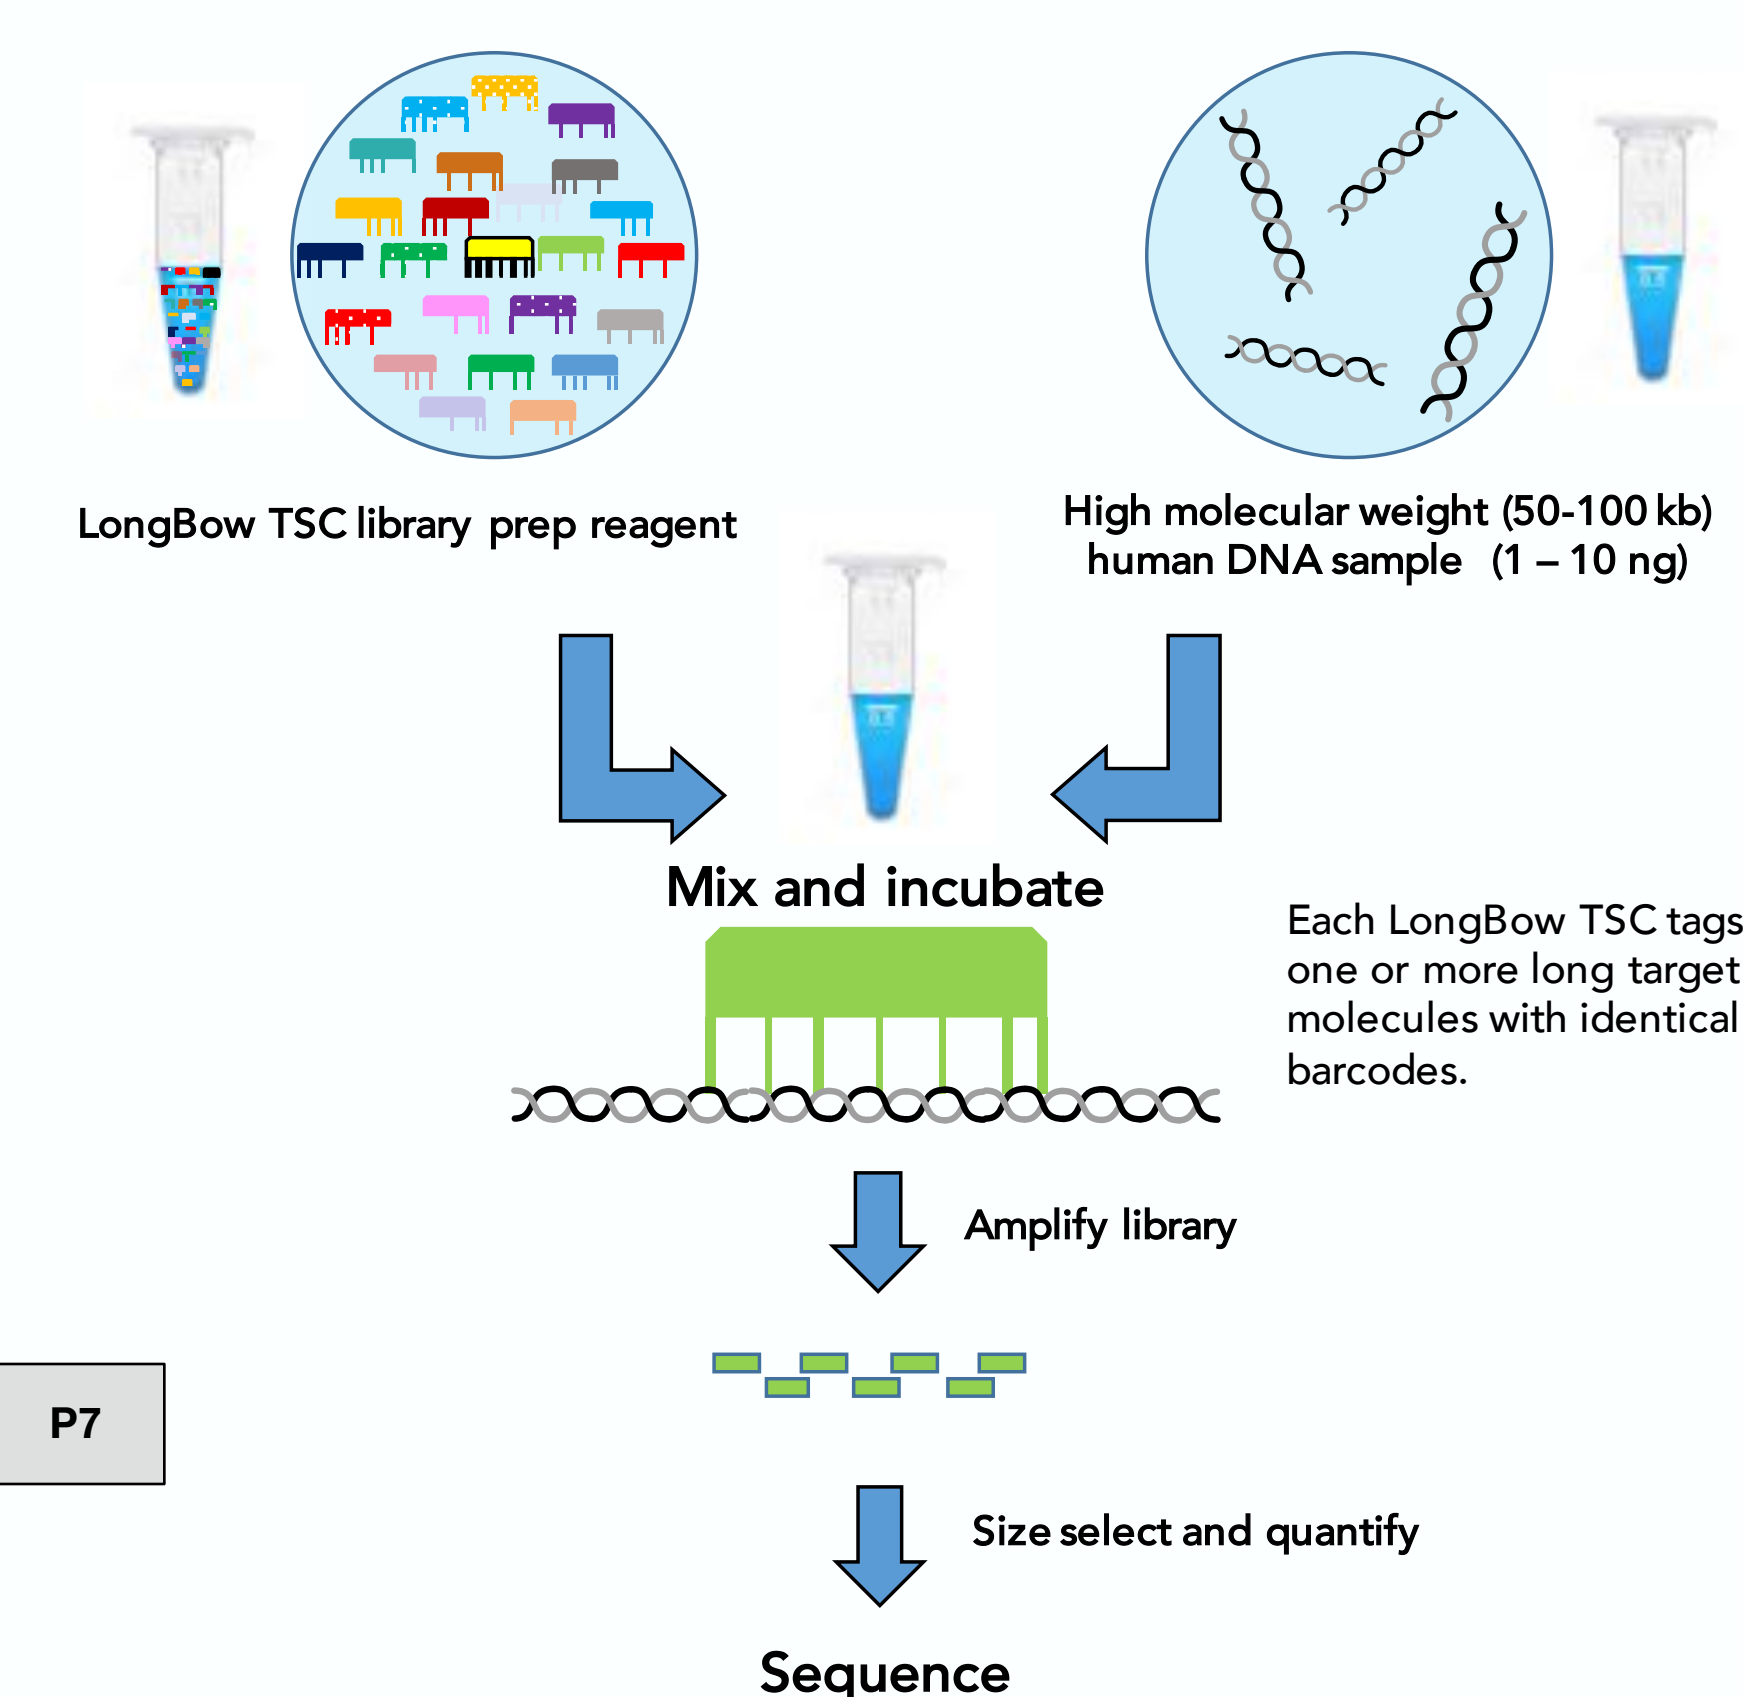 LongBow TSC library prep reagent
High molecular weight (50-100 kb)
human DNA sample (1 – 10 ng)
Mix and incubate
Each LongBow TSC tags
one or more long target
molecules with identical
barcodes.
Amplify library
P7
Size select and quantify
Sequence